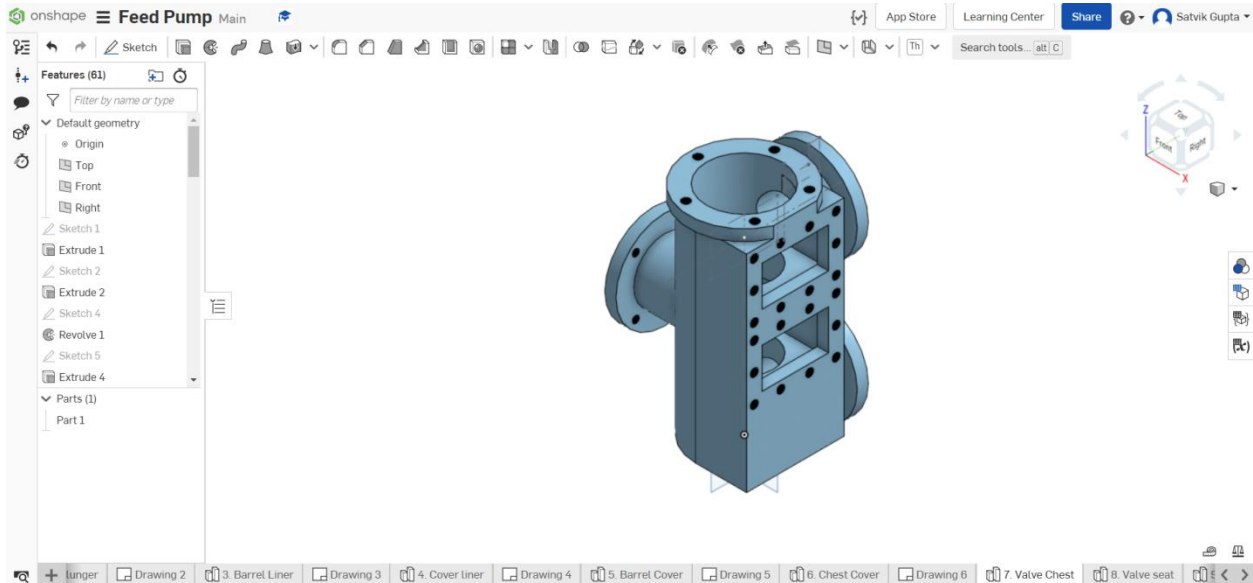 onshape Feed Pump Main App Store Learning Center Share Satvik Gupta
Sketch Th Search tools... alt C
Features (61)
Filter by name or type
Default geometry
Origin
Top
Front
Right
Sketch 1
Extrude 1
Sketch 2
Extrude 2
Sketch 4
Revolve 1
Sketch 5
Extrude 4
Parts (1)
Part 1
Z
Top
Front Right
X
lunger Drawing 2 3. Barrel Liner Drawing 3 4. Cover liner Drawing 4 5. Barrel Cover Drawing 5 6. Chest Cover Drawing 6 7. Valve Chest 8. Valve seat